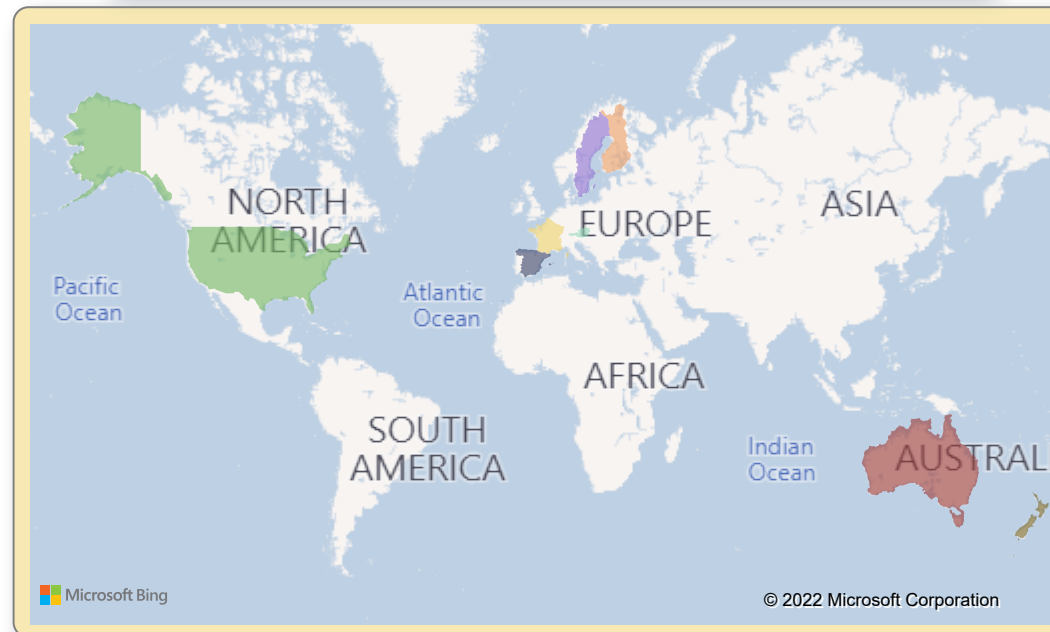 NORTH
AMERICA
EUROPE
ASIA
Pacific
Ocean
Atlantic
Ocean
AFRICA
SOUTH
AMERICA
Indian
Ocean
AUSTRAL
Microsoft Bing
© 2022 Microsoft Corporation